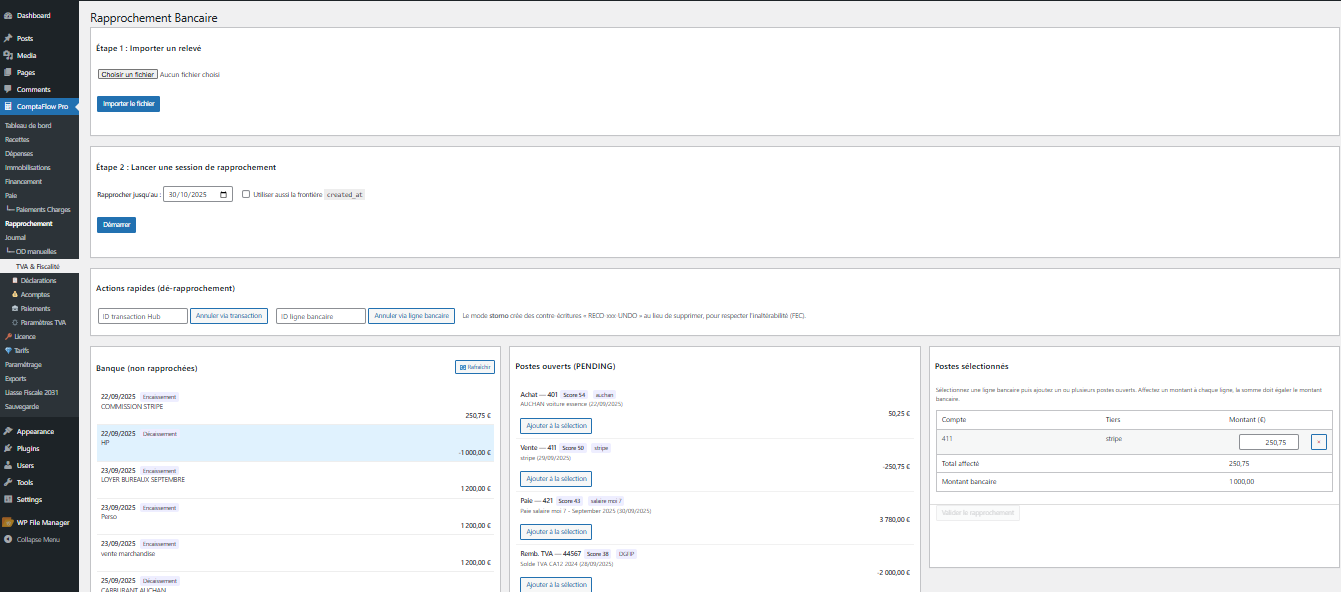 Dashboard
Posts
Media
Pages
Comments
ComptaFlow Pro
Tableau de bord
Recettes
Dépenses
Immobilisations
Financement
Paie
Paiements Charges
Rapprochement
Journal
OD manuelles
TVA & Fiscalité
Déclarations
Acomptes
Paiements
Paramètres TVA
Licence
Tarifs
Paramétrage
Exports
Liasse Fiscale 2031
Sauvegarde
Appearance
Plugins
Users
Tools
Settings
WP File Manager
Collapse Menu
Rapprochement Bancaire
Étape 1 : Importer un relevé
Choisir un fichier Aucun fichier choisi
Importer le fichier
Étape 2 : Lancer une session de rapprochement
Rapprocher jusqu'au : 30/10/2025 Utiliser aussi la frontière created_at
Démarrer
Actions rapides (dé-rapprochement)
ID transaction Hub Annuler via transaction ID ligne bancaire Annuler via ligne bancaire Le mode storno crée des contre écritures « RECO xxx UNDO » au lieu de supprimer, pour respecter l'inaltérabilité (FEC).
Banque (non rapprochées) Rafraîchir
22/09/2025 Encaissement
COMMISSION STRIPE
250,75 €
22/09/2025 Décaissement
HP
-1 000,00 €
23/09/2025 Encaissement
LOYER BUREAUX SEPTEMBRE
1 200,00 €
23/09/2025 Encaissement
Perso
1 200,00 €
23/09/2025 Encaissement
vente marchandise
1 200,00 €
25/09/2025 Décaissement
CARBURANT AUCHAN
Postes ouverts (PENDING)
Achat — 401 Score 54 auchan
AUCHAN voiture essence (22/09/2025)
50,25 €
Ajouter à la sélection
Vente — 411 Score 50 stripe
stripe (29/09/2025)
-250,75 €
Ajouter à la sélection
Paie — 421 Score 43 salaire moi 7
Paie salaire moi 7 - September 2025 (30/09/2025)
3 780,00 €
Ajouter à la sélection
Remb. TVA — 44567 Score 38 DGFIP
Solde TVA CA12 2024 (28/09/2025)
-2 000,00 €
Ajouter à la sélection
Postes sélectionnés
Sélectionnez une ligne bancaire puis ajoutez un ou plusieurs postes ouverts. Affectez un montant à chaque ligne, la somme doit égaler le montant
bancaire.
Compte Tiers Montant (€)
411 stripe 250,75 ×
Total affecté 250,75
Montant bancaire 1000,00
Valider le rapprochement